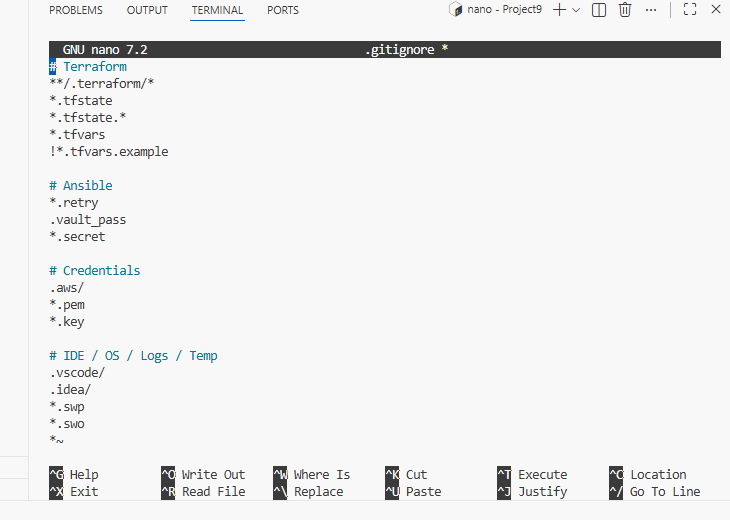 PROBLEMS OUTPUT TERMINAL PORTS nano - Project9
GNU nano 7.2 .gitignore *
# Terraform
**/.terraform/*
*.tfstate
*.tfstate.*
*.tfvars
!*.tfvars.example
# Ansible
*.retry
.vault_pass
*.secret
# Credentials
.aws/
*.pem
*.key
# IDE / OS / Logs / Temp
.vscode/
.idea/
*.swp
*.swo
*~
^G Help ^O Write Out ^W Where Is ^K Cut ^T Execute ^C Location
^X Exit ^R Read File ^\ Replace ^U Paste ^J Justify ^/ Go To Line